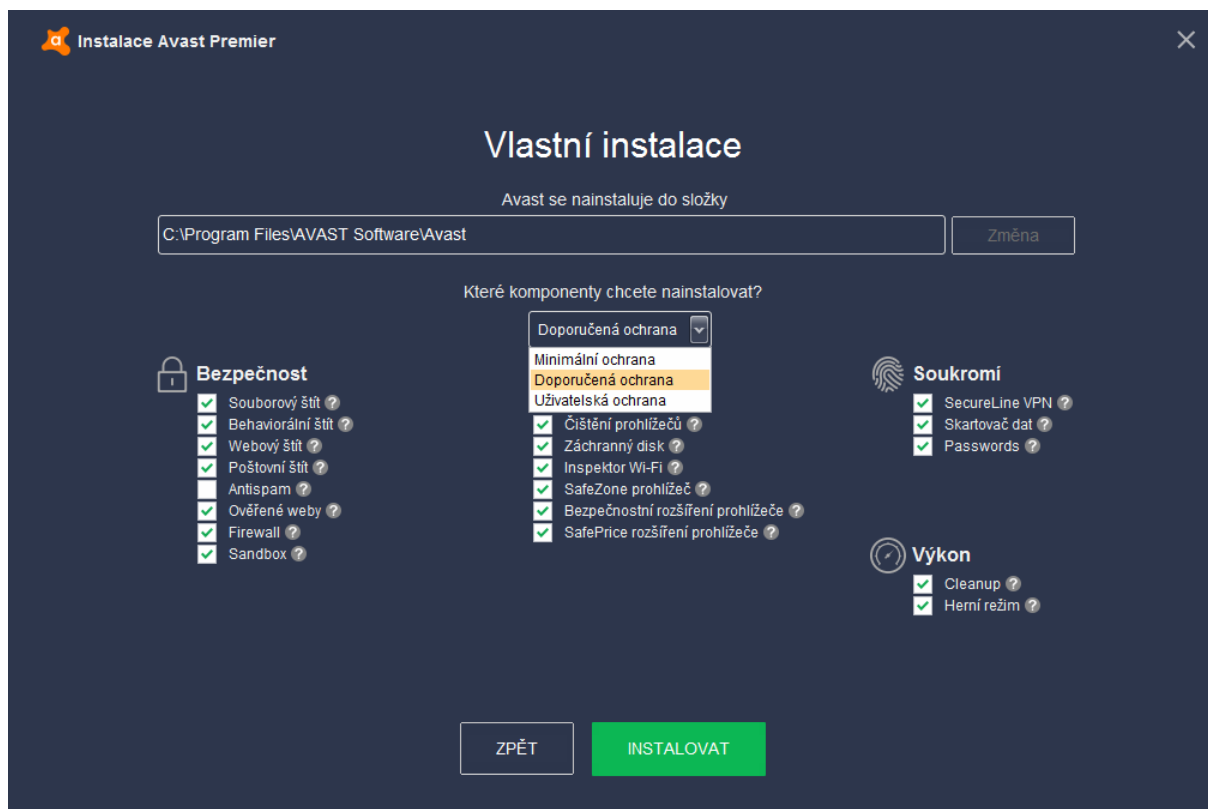 Instalace Avast Premier
Vlastní instalace
Avast se nainstaluje do složky
C:\Program Files\AVAST Software\Avast
Změna
Které komponenty chcete nainstalovat?
Doporučená ochrana
Minimální ochrana
Doporučená ochrana
Uživatelská ochrana
Bezpečnost
Souborový štít ?
Behaviorální štít ?
Webový štít ?
Poštovní štít ?
Antispam ?
Ověřené weby ?
Firewall ?
Sandbox ?
Čištění prohlížečů ?
Záchranný disk ?
Inspektor Wi-Fi ?
SafeZone prohlížeč ?
Bezpečnostní rozšíření prohlížeče ?
SafePrice rozšíření prohlížeče ?
Soukromí
SecureLine VPN ?
Skartovač dat ?
Passwords ?
Výkon
Cleanup ?
Herní režim ?
ZPĚT
INSTALOVAT